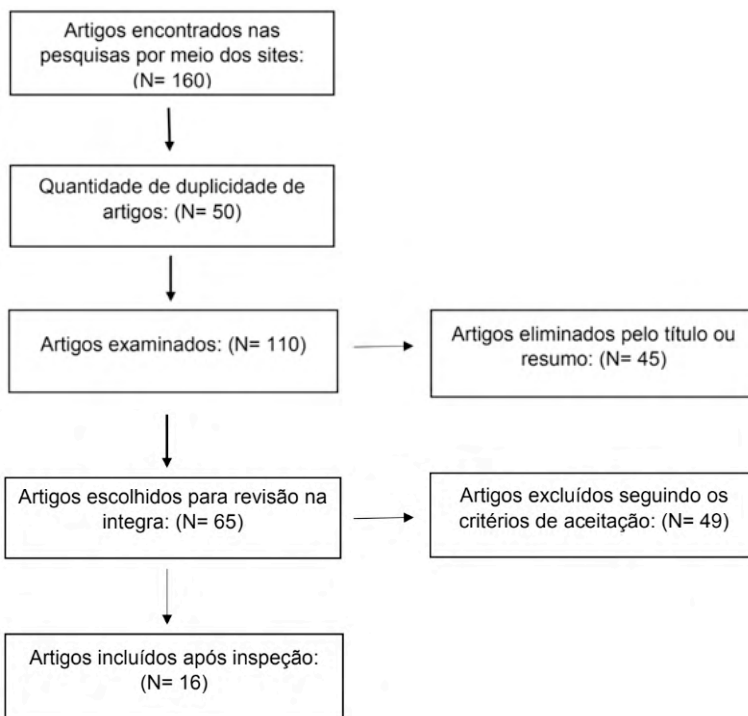 Artigos encontrados nas
pesquisas por meio dos sites:
(N= 160)
Quantidade de duplicidade de
artigos: (N= 50)
Artigos examinados: (N= 110)
Artigos eliminados pelo título ou
resumo: (N= 45)
Artigos escolhidos para revisão na
integra: (N= 65)
Artigos excluídos seguindo os
critérios de aceitação: (N= 49)
Artigos incluídos após inspeção:
(N= 16)